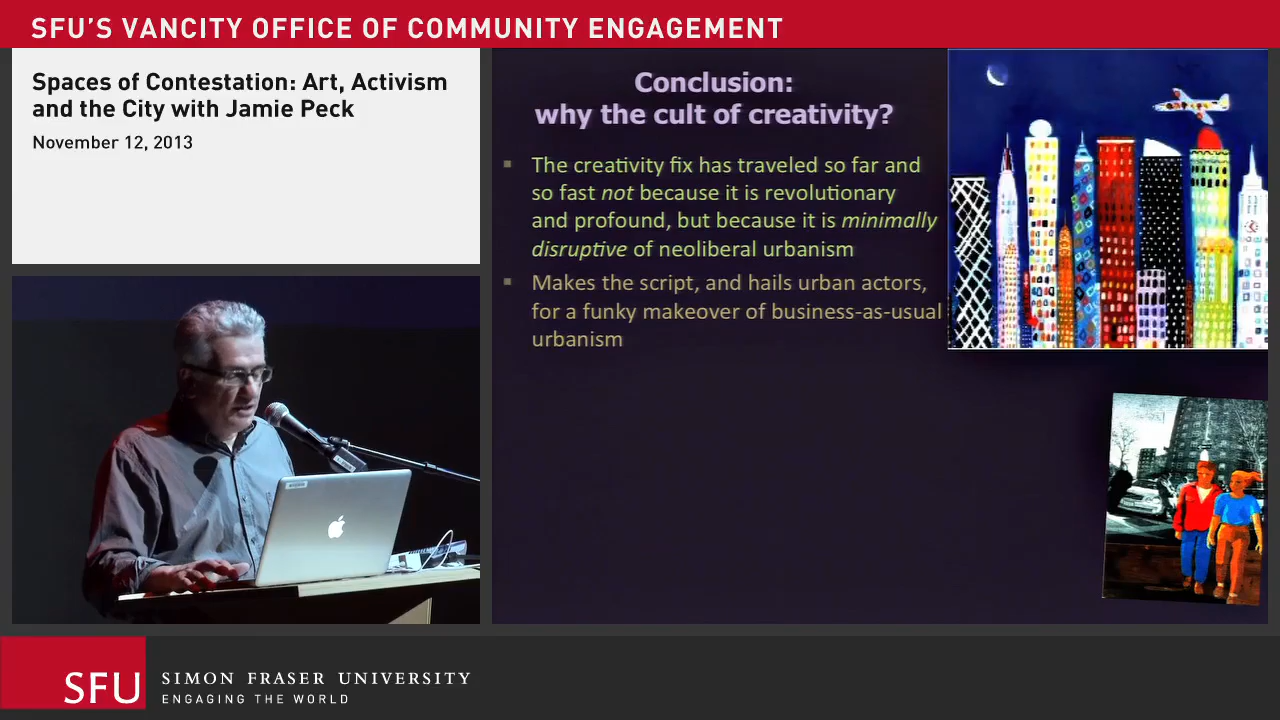 SFU'S VANCITY OFFICE OF COMMUNITY ENGAGEMENT
Spaces of Contestation: Art, Activism
and the City with Jamie Peck
November 12, 2013
Conclusion:
why the cult of creativity?
The creativity fix has traveled so far and
so fast not because it is revolutionary
and profound, but because it is minimally
disruptive of neoliberal urbanism
Makes the script, and hails urban actors,
for a funky makeover of business-as-usual
urbanism
SFU
SIMON FRASER UNIVERSITY
ENGAGING THE WORLD